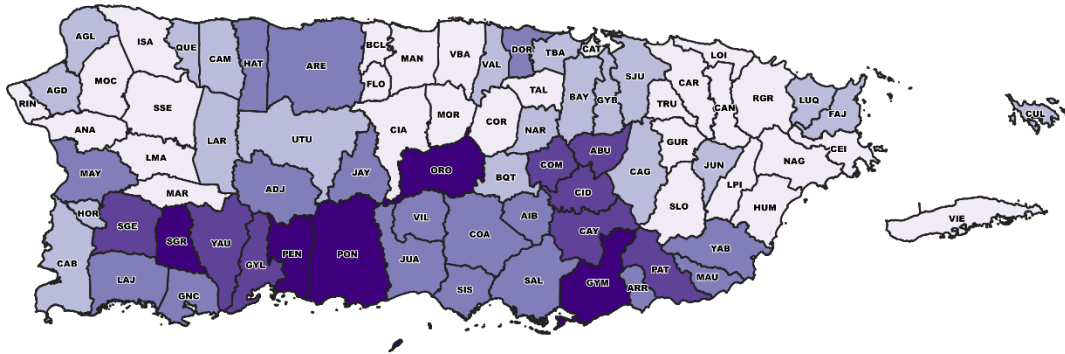 AGL
ISA
QUE
CAM
HAT
ARE
BCL
MAN
VBA
VAL
DOR
TBA
CAT
LOI
MOC
AGD
RIN
SSE
FLO
TAL
BAY
GYB
SJU
CAR
TRU
CAN
RGR
LUQ
FAJ
CUL
ANA
LMA
LAR
UTU
CIA
MOR
COR
NAR
GUR
CEI
MAY
MAR
ADJ
JAY
ORO
BQT
COM
ABU
CID
CAG
JUN
LPI
NAG
SLO
HUM
HOR
SGE
SGR
YAU
GYL
PEN
PON
VIL
COA
AIB
CAY
YAB
VIE
CAB
LAJ
GNC
JUA
SIS
SAL
GYM
ARR
PAT
MAU